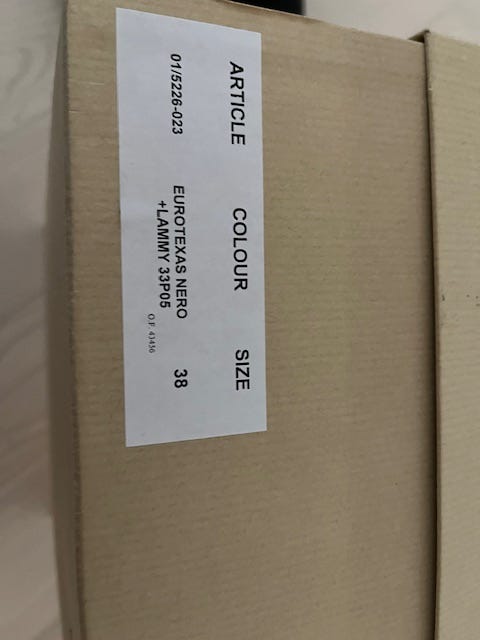 ARTICLE COLOUR SIZE
01/5226-023 EUROTEXAS NERO 38
+LAMMY 33P05
O.F. 43456